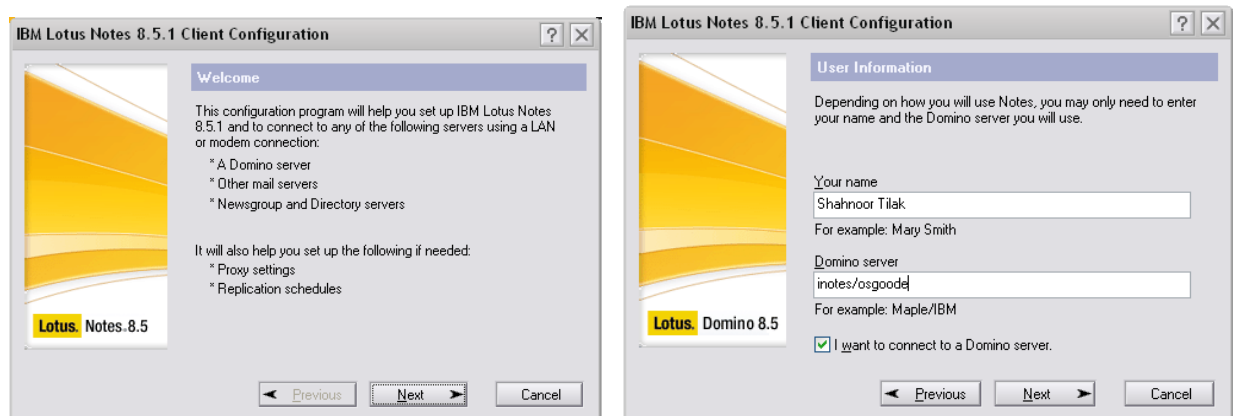 IBM Lotus Notes 8.5.1 Client Configuration
Welcome
This configuration program will help you set up IBM Lotus Notes
8.5.1 and to connect to any of the following servers using a LAN
or modem connection:
* A Domino server
* Other mail servers
* Newsgroup and Directory servers
It will also help you set up the following if needed:
* Proxy settings
* Replication schedules
Lotus. Notes.8.5
Previous
Next
Cancel
IBM Lotus Notes 8.5.1 Client Configuration
User Information
Depending on how you will use Notes, you may only need to enter
your name and the Domino server you will use.
Your name
Shahnoor Tilak
For example: Mary Smith
Domino server
inotes/osgoode
For example: Maple/IBM
I want to connect to a Domino server.
Lotus. Domino 8.5
Previous
Next
Cancel